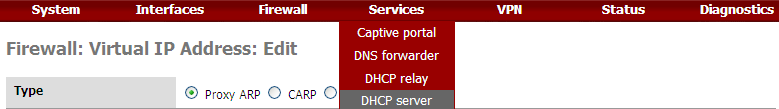 System Interfaces Firewall Services VPN Status Diagnostics
Captive portal
Firewall: Virtual IP Address: Edit
DNS forwarder
DHCP relay
Type Proxy ARP CARP
DHCP server